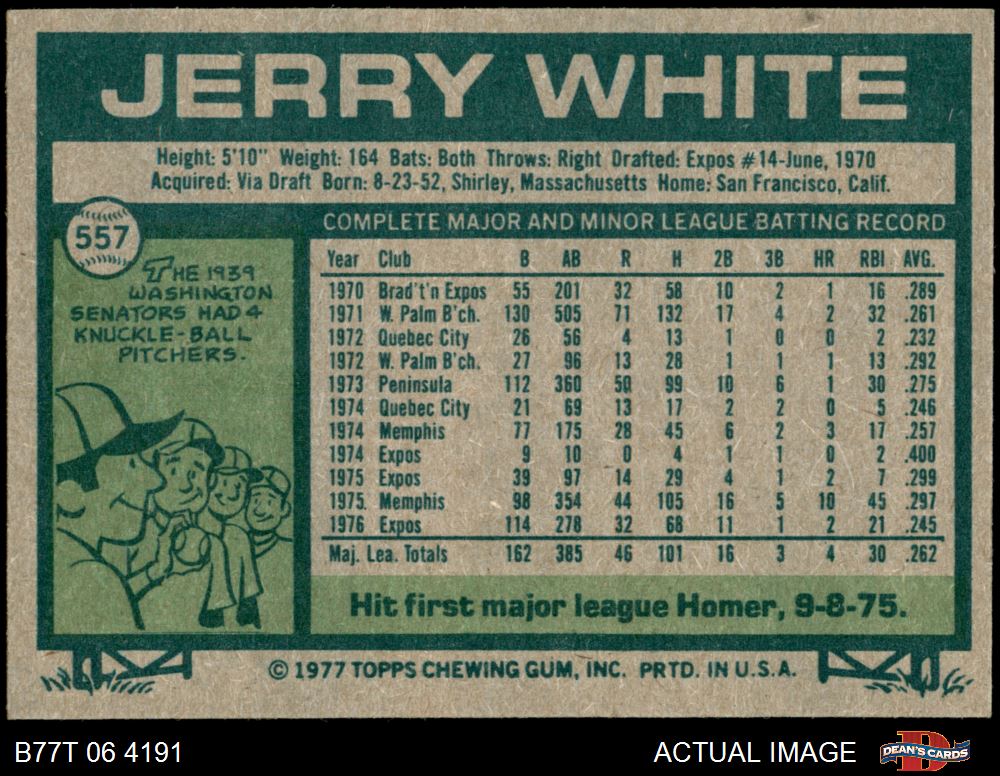 JERRY WHITE
Height: 5'10" Weight: 164 Bats: Both Throws: Right Drafted: Expos #14-June, 1970
Acquired: Via Draft Born: 8-23-52, Shirley, Massachusetts Home: San Francisco, Calif.
557
THE 1939
WASHINGTON
SENATORS HAD 4
KNUCKLE-BALL
PITCHERS.
COMPLETE MAJOR AND MINOR LEAGUE BATTING RECORD
Year Club B AB R H 2B 3B HR RBI AVG.
1970 Brad't'n Expos 55 201 32 58 10 2 1 16 .289
1971 W. Palm B'ch. 130 505 71 132 17 4 2 32 .261
1972 Quebec City 26 56 4 13 1 0 0 2 .232
1972 W. Palm B'ch. 27 96 13 28 1 1 1 13 .292
1973 Peninsula 112 360 50 99 10 6 1 30 .275
1974 Quebec City 21 69 13 17 2 2 0 5 .246
1974 Memphis 77 175 28 45 6 2 3 17 .257
1974 Expos 9 10 0 4 1 1 0 2 .400
1975 Expos 39 97 14 29 4 1 2 7 .299
1975. Memphis 98 354 44 105 16 5 10 45 .297
1976 Expos 114 278 32 68 11 1 2 21 .245
Maj. Lea. Totals 162 385 46 101 16 3 4 30 .262
Hit first major league Homer, 9-8-75.
© 1977 TOPPS CHEWING GUM, INC. PRTD. IN U.S.A.
B77T 06 4191 ACTUAL IMAGE
D
DEAN'S CARDS